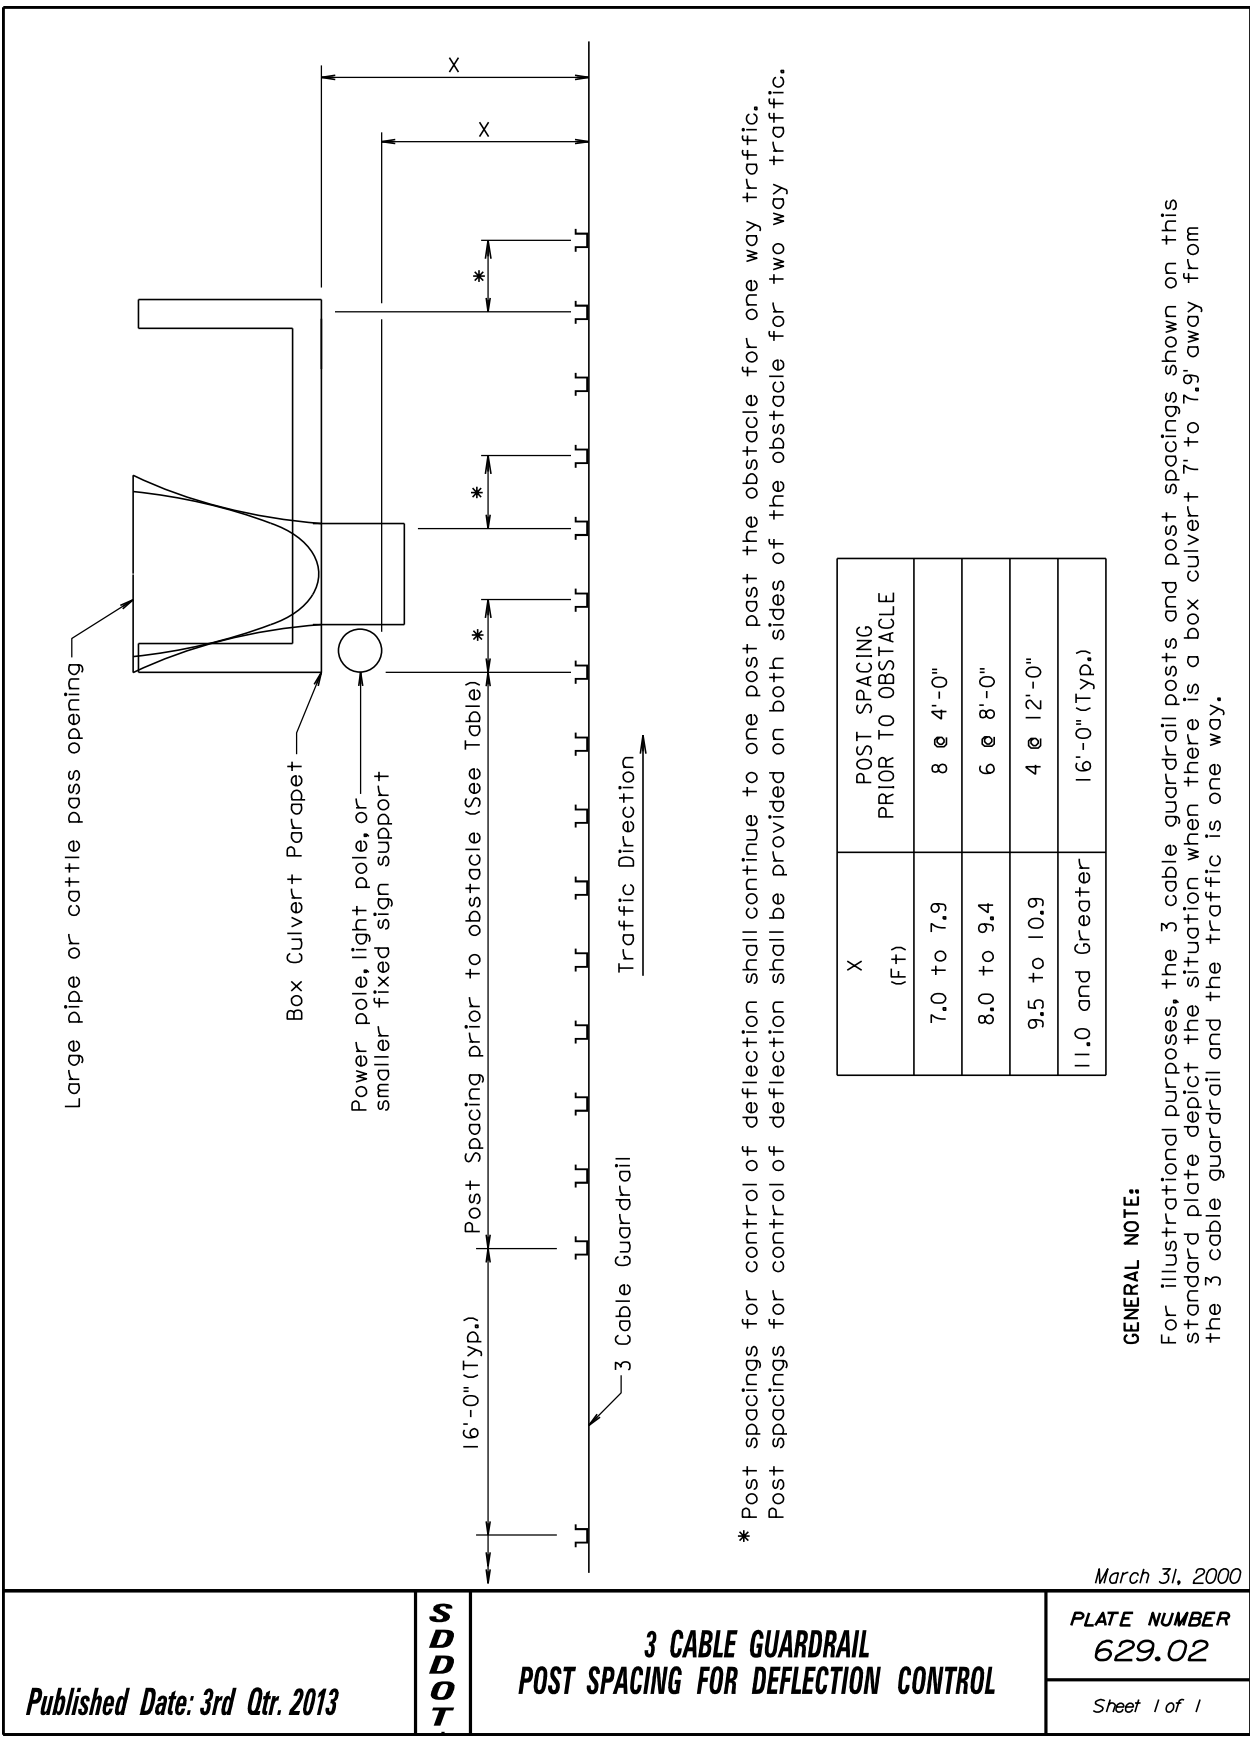 Large pipe or cattle pass opening
Box Culvert Parapet
Power pole, light pole, or
smaller fixed sign support
X
X
*
*
*
16'-0" (Typ.)
Post Spacing prior to obstacle (See Table)
3 Cable Guardrail
Traffic Direction
* Post spacings for control of deflection shall continue to one post past the obstacle for one way traffic.
Post spacings for control of deflection shall be provided on both sides of the obstacle for two way traffic.
X
(Ft)
POST SPACING
PRIOR TO OBSTACLE
7.0 to 7.9 8 @ 4'-0"
8.0 to 9.4 6 @ 8'-0"
9.5 to 10.9 4 @ 12'-0"
11.0 and Greater 16'-0" (Typ.)
GENERAL NOTE:
For illustrational purposes, the 3 cable guardrail posts and post spacings shown on this
standard plate depict the situation when there is a box culvert 7' to 7.9' away from
the 3 cable guardrail and the traffic is one way.
March 31, 2000
Published Date: 3rd Qtr. 2013
SDDOT
3 CABLE GUARDRAIL
POST SPACING FOR DEFLECTION CONTROL
PLATE NUMBER
629.02
Sheet 1 of 1